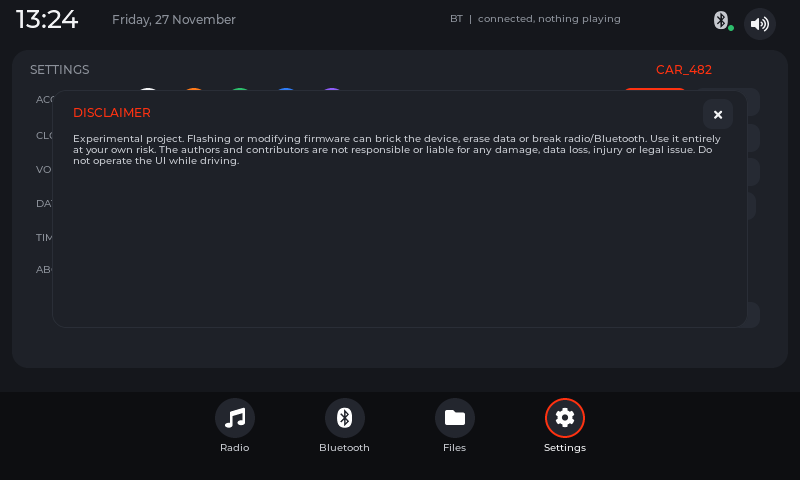 13:24
Friday, 27 November
BT | connected, nothing playing
SETTINGS
CAR_482
DISCLAIMER
Experimental project. Flashing or modifying firmware can brick the device, erase data or break radio/Bluetooth. Use it entirely
at your own risk. The authors and contributors are not responsible or liable for any damage, data loss, injury or legal issue. Do
not operate the UI while driving.
Radio
Bluetooth
Files
Settings